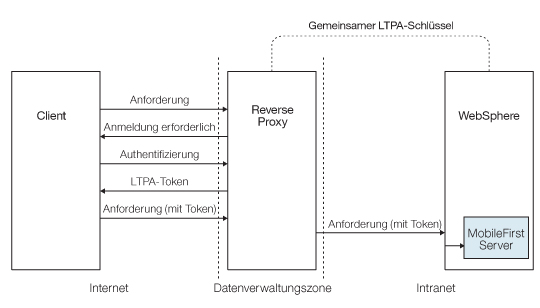 Gemeinsamer LTPA-Schlüssel
Client
Reverse
Proxy
WebSphere
Anforderung
Anmeldung erforderlich
Authentifizierung
LTPA-Token
Anforderung (mit Token)
Anforderung (mit Token)
MobileFirst
Server
Internet
Datenverwaltungszone
Intranet